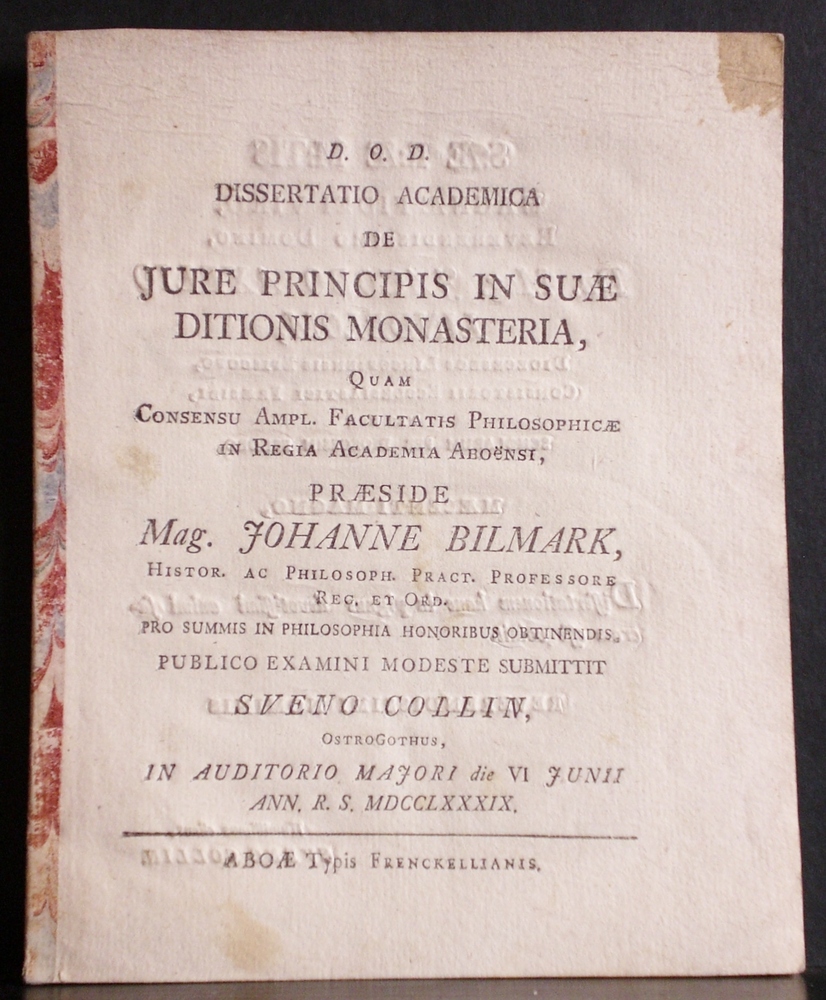 D. O. D.
DISSERTATIO ACADEMICA
DE
JURE PRINCIPIS IN SUÆ
DITIONIS MONASTERIA,
QUAM
CONSENSU AMPL. FACULTATIS PHILOSOPHICÆ
IN REGIA ACADEMIA ABOËNSI,
PRÆSIDE
Mag. JOHANNE BILMARK,
HISTOR. AC PHILOSOPH. PRACT. PROFESSORE
REG. ET ORD.
PRO SUMMIS IN PHILOSOPHIA HONORIBUS OBTINENDIS.
PUBLICO EXAMINI MODESTE SUBMITTIT
SVENO COLLIN,
OSTROGOTHUS,
IN AUDITORIO MAJORI die VI JUNII
ANN. R. S. MDCCLXXXIX.
ABOÆ Typis FRENCKELLIANIS.